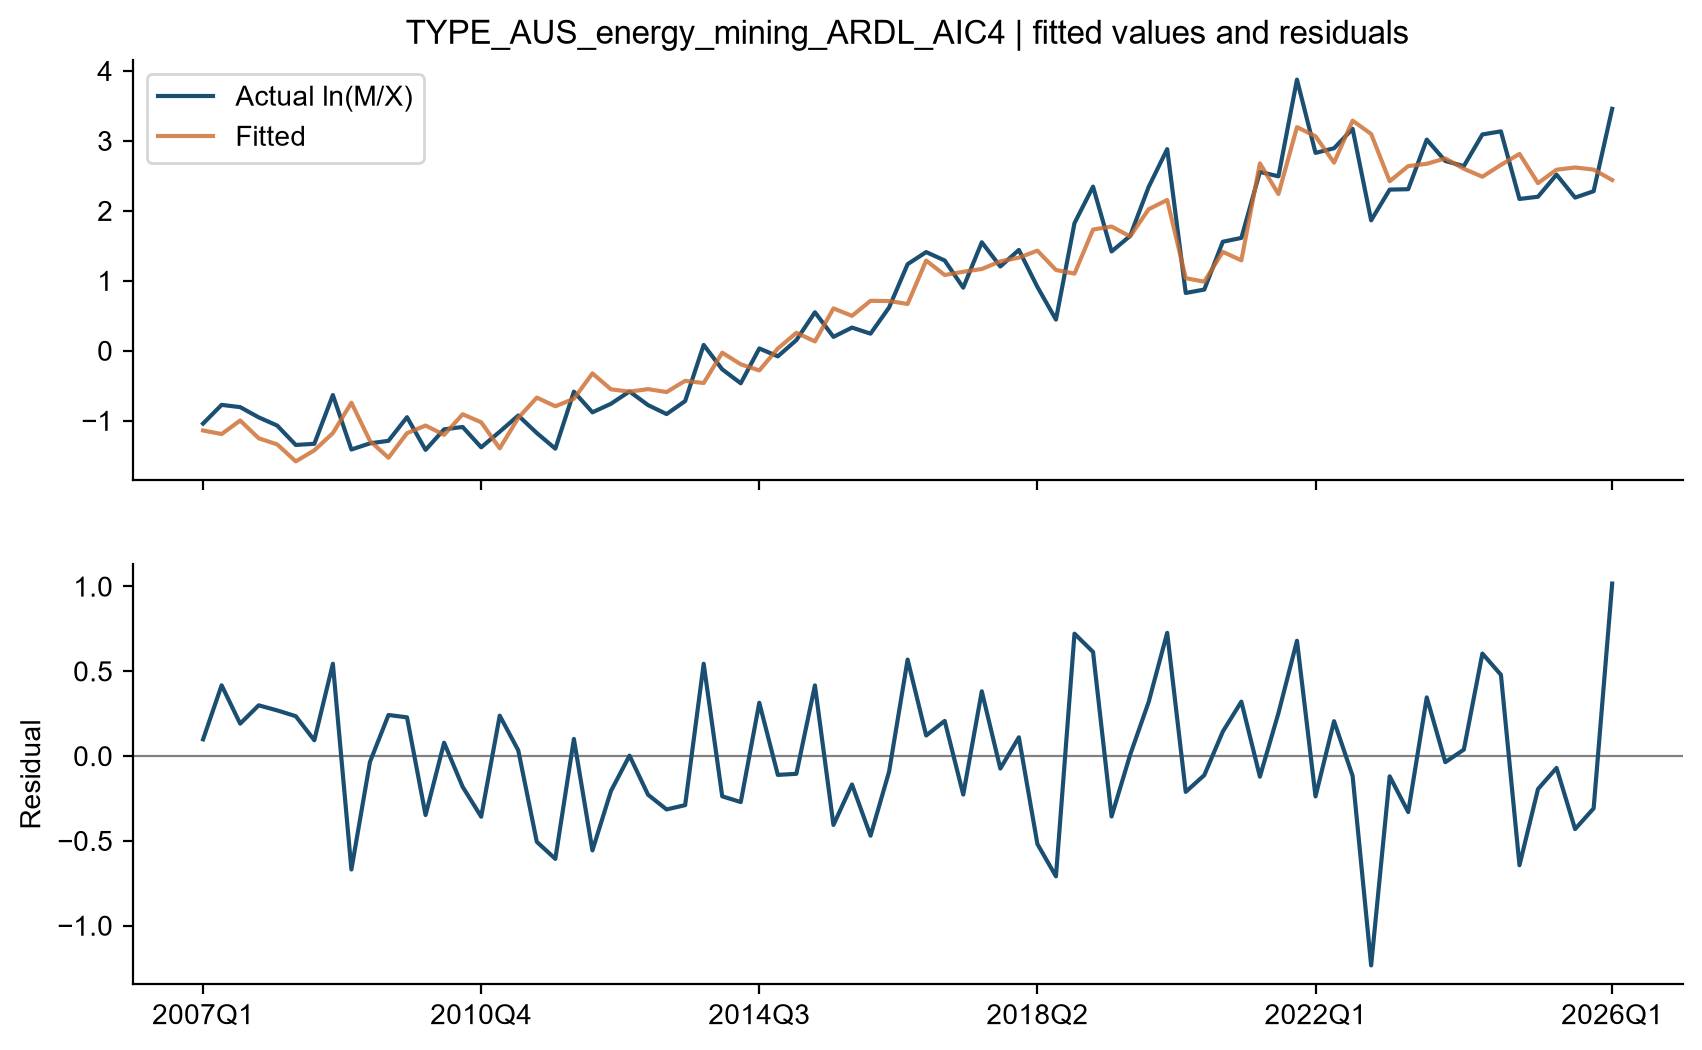 TYPE_AUS_energy_mining_ARDL_AIC4 | fitted values and residuals
Actual ln(M/X)
Fitted
4
3
2
1
0
−1
Residual
1.0
0.5
0.0
−0.5
−1.0
2007Q1 2010Q4 2014Q3 2018Q2 2022Q1 2026Q1